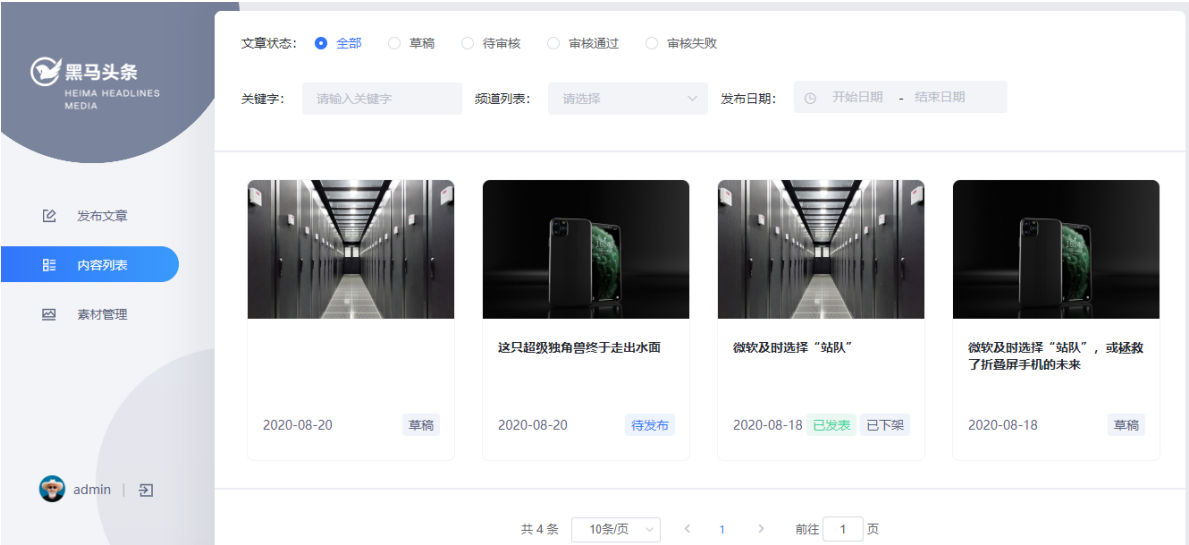 黑马头条
HEIMA HEADLINES
MEDIA
发布文章
内容列表
素材管理
admin
文章状态： 全部 草稿 待审核 审核通过 审核失败
关键字： 请输入关键字 频道列表： 请选择 发布日期： 开始日期 - 结束日期
2020-08-20 草稿
这只超级独角兽终于走出水面
2020-08-20 待发布
微软及时选择“站队”
2020-08-18 已发表 已下架
微软及时选择“站队”，或拯救
了折叠屏手机的未来
2020-08-18 草稿
共 4 条 10条/页 < 1 > 前往 1 页